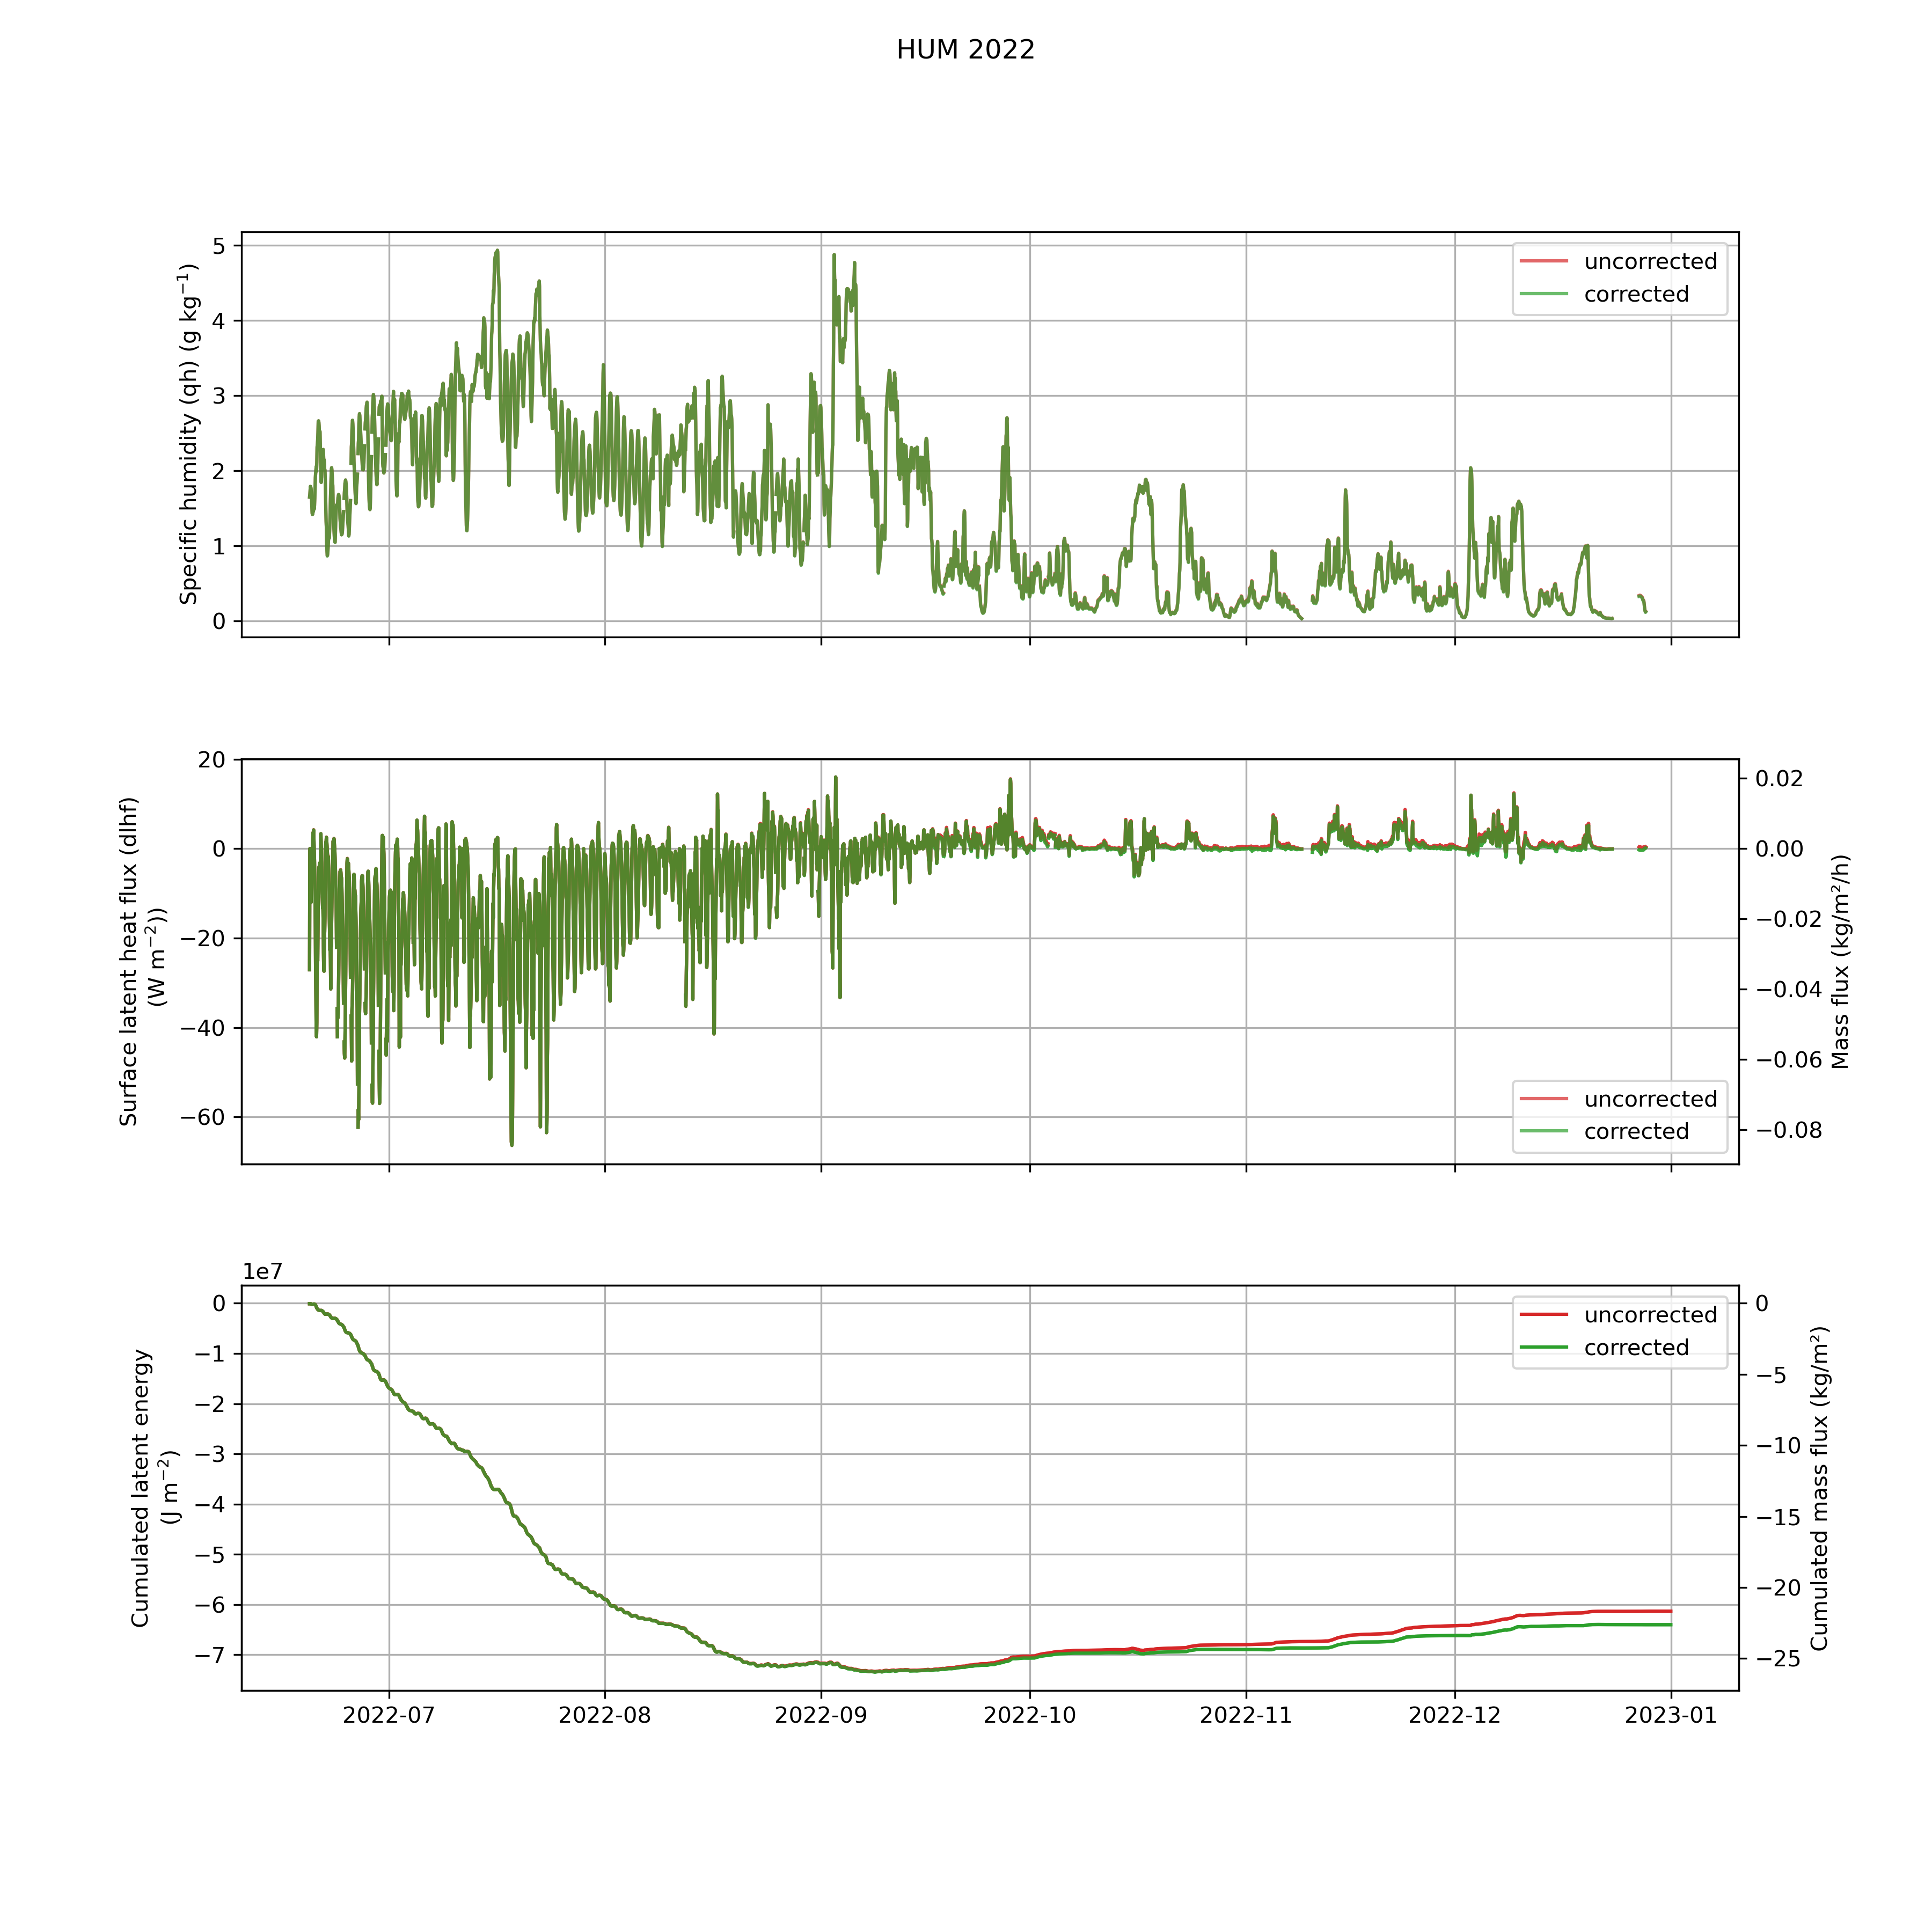 HUM 2022
Specific humidity (qh) (g kg⁻¹)
5
4
3
2
1
0
uncorrected
corrected
Surface latent heat flux (dlhf)
(W m⁻²))
20
0
−20
−40
−60
uncorrected
corrected
0.02
0.00
−0.02
−0.04
−0.06
−0.08
Mass flux (kg/m²/h)
1e7
Cumulated latent energy
(J m⁻²)
0
−1
−2
−3
−4
−5
−6
−7
uncorrected
corrected
0
−5
−10
−15
−20
−25
Cumulated mass flux (kg/m²)
2022-07 2022-08 2022-09 2022-10 2022-11 2022-12 2023-01